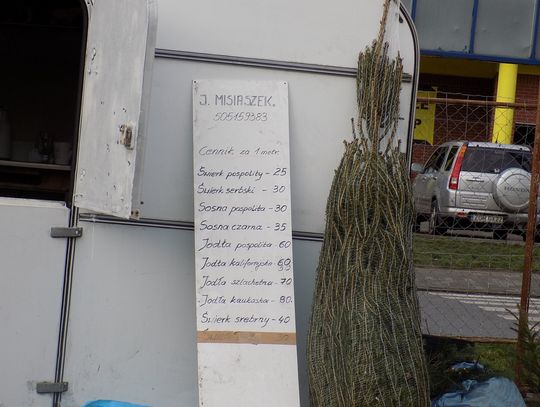 J. MISIASZEK.
505159383
Cennik za 1 metr.
Świerk pospolity - 25
Świerk serbski - 30
Sosna pospolita - 30
Sosna czarna - 35
Jodła pospolita - 60
Jodła kalifornijska - 60
Jodła szlachetna - 70
Jodła kaukaska - 80
Świerk srebrny - 40
HONDA